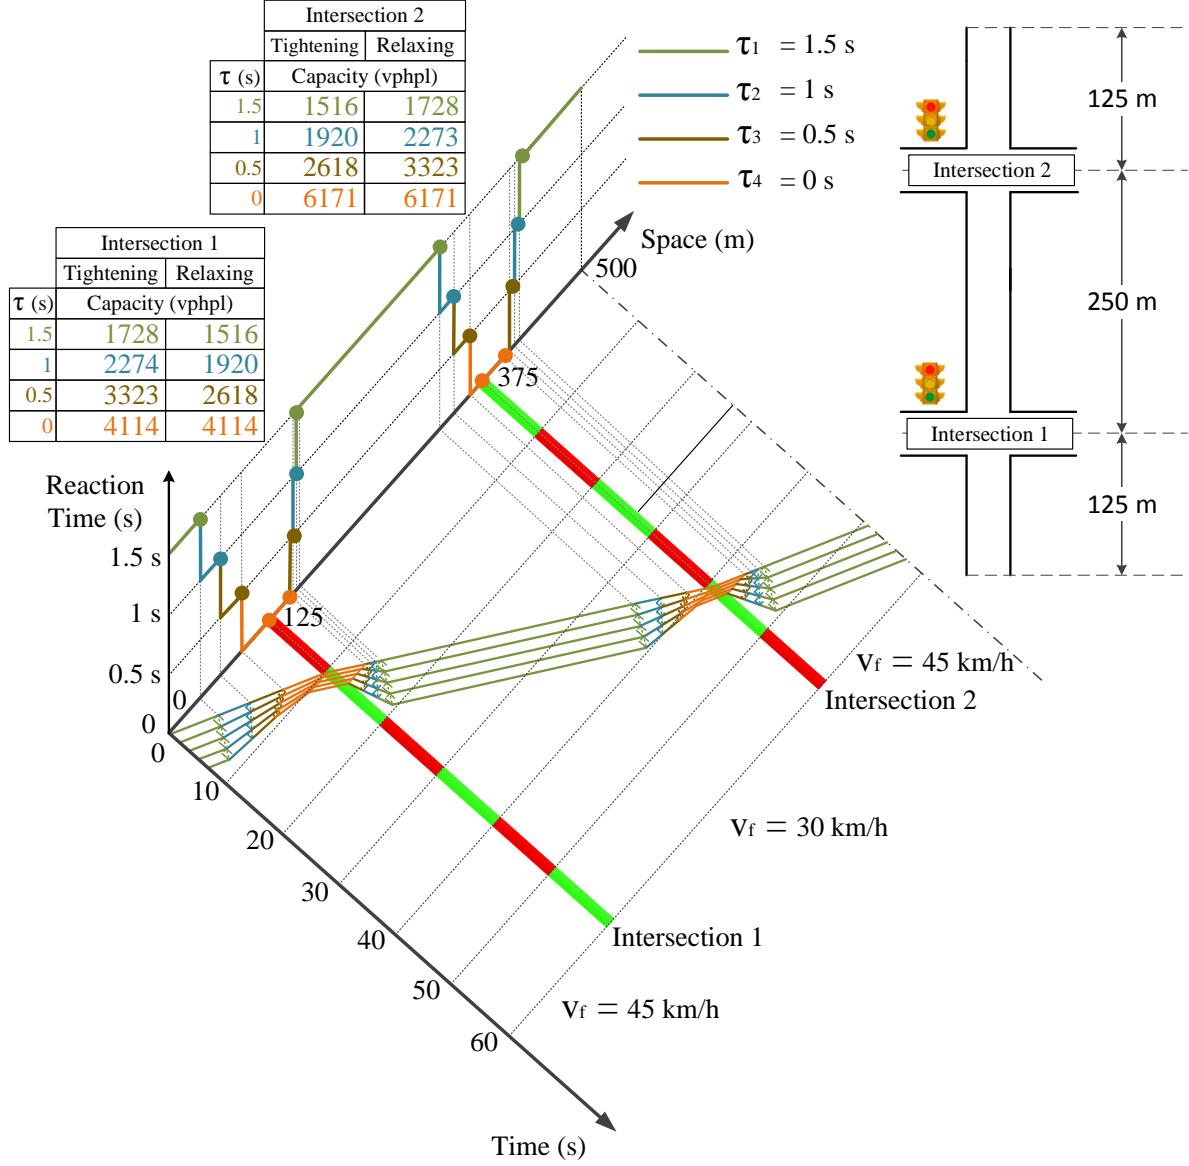 Intersection 2
Tightening Relaxing
τ (s) Capacity (vphpl)
1.5 1516 1728
1 1920 2273
0.5 2618 3323
0 6171 6171
Intersection 1
Tightening Relaxing
τ (s) Capacity (vphpl)
1.5 1728 1516
1 2274 1920
0.5 3323 2618
0 4114 4114
τ1 = 1.5 s
τ2 = 1 s
τ3 = 0.5 s
τ4 = 0 s
125 m
Intersection 2
250 m
Intersection 1
125 m
Space (m)
500
375
125
0
Reaction
Time (s)
1.5 s
1 s
0.5 s
0
0
10
20
30
40
50
60
Time (s)
vf = 45 km/h
Intersection 2
vf = 30 km/h
Intersection 1
vf = 45 km/h